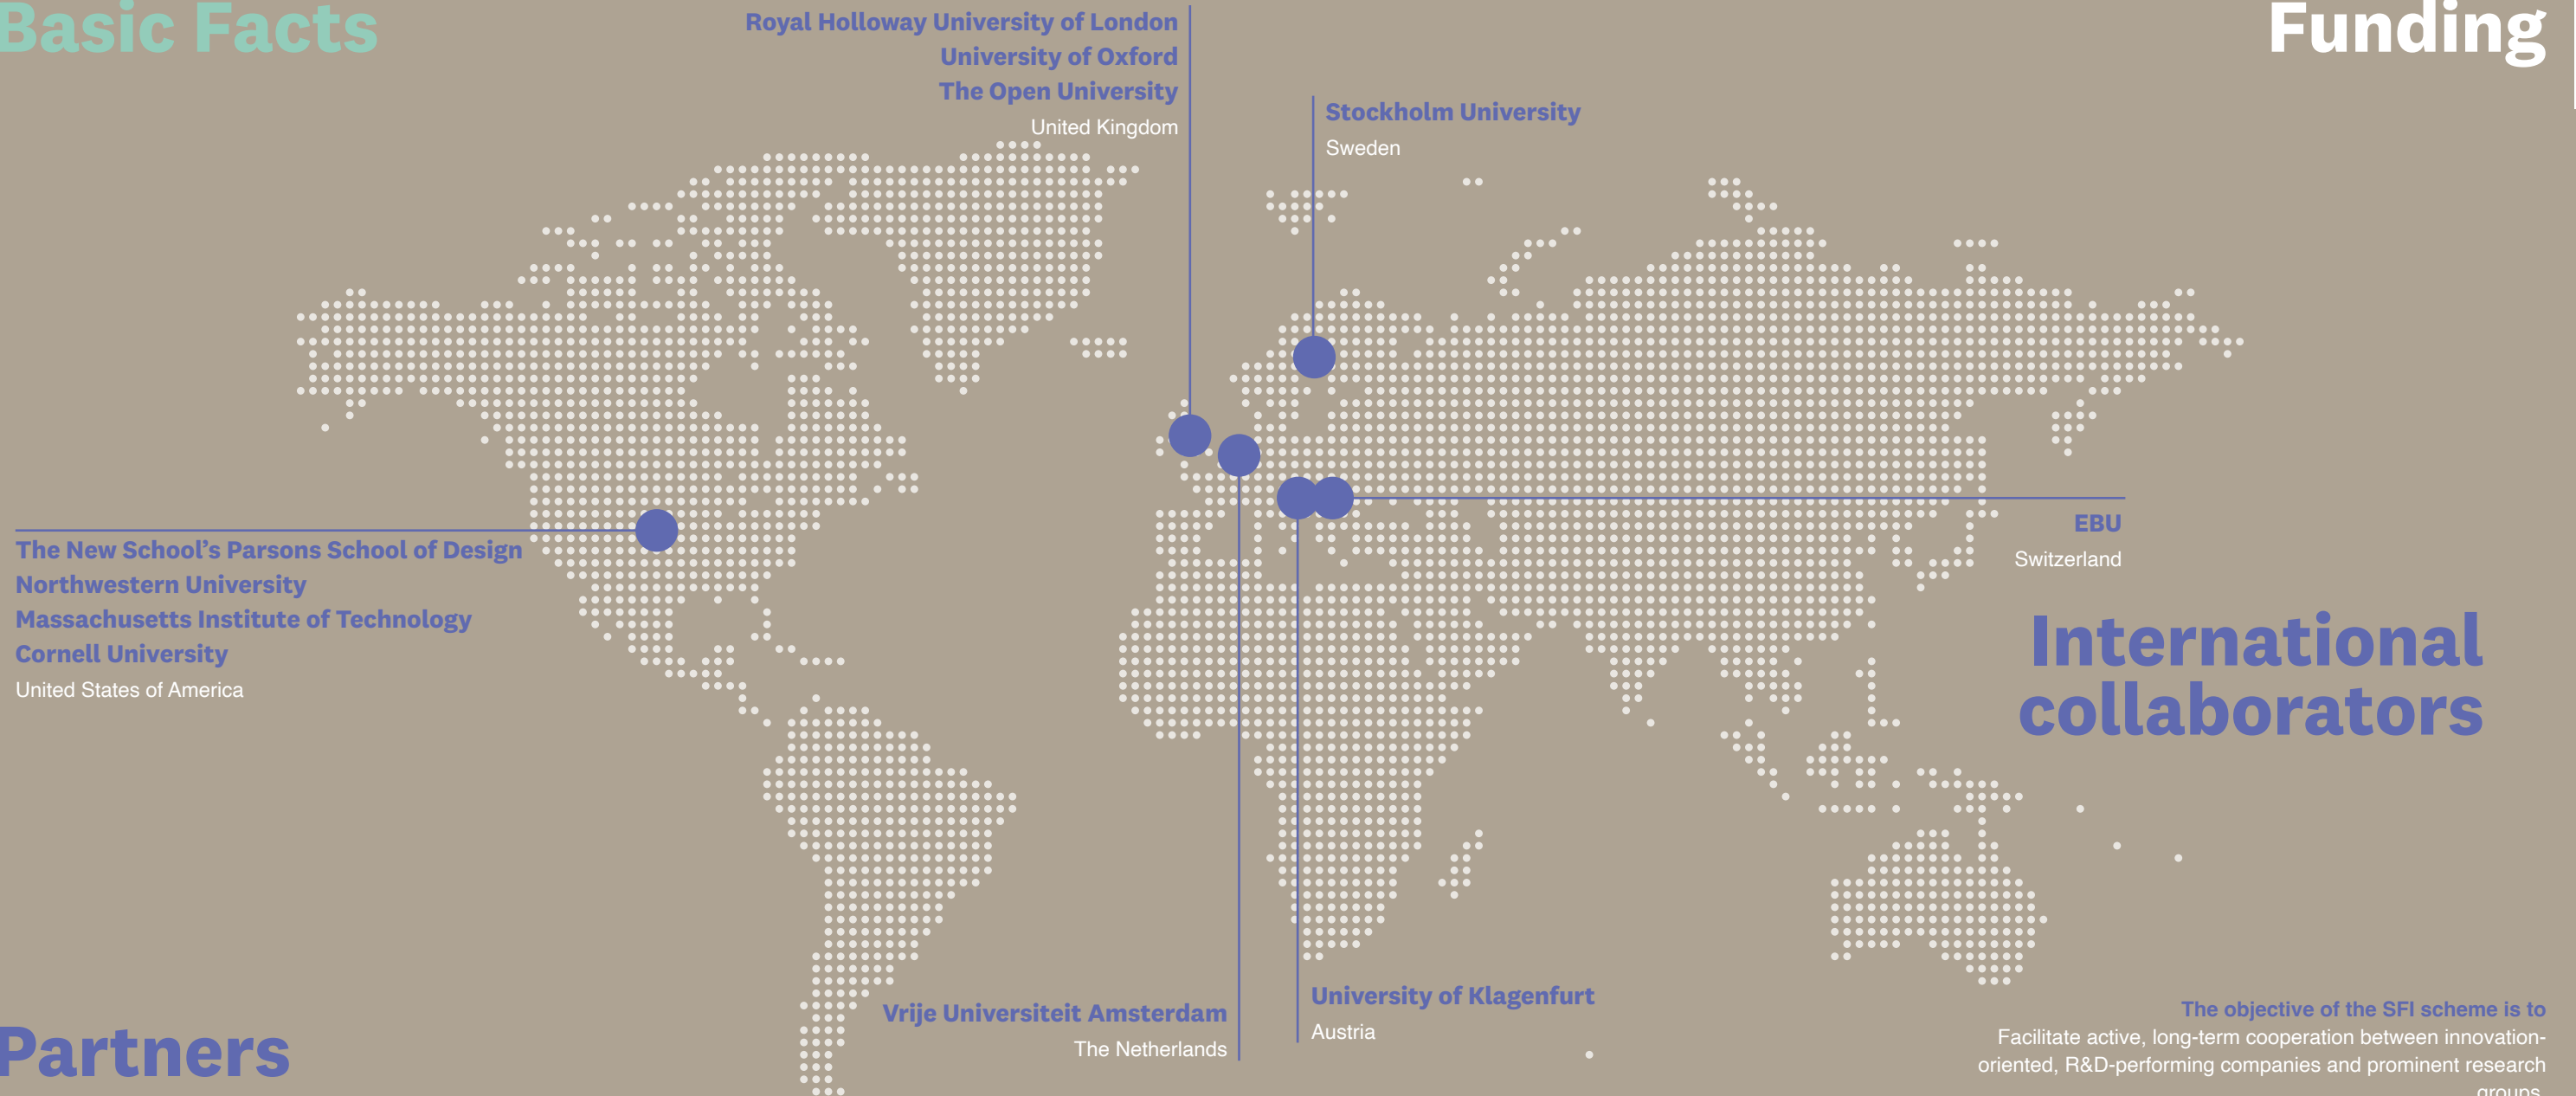 Basic Facts
Funding
Royal Holloway University of London
University of Oxford
The Open University
United Kingdom
Stockholm University
Sweden
The New School’s Parsons School of Design
Northwestern University
Massachusetts Institute of Technology
Cornell University
United States of America
EBU
Switzerland
International
collaborators
Vrije Universiteit Amsterdam
The Netherlands
University of Klagenfurt
Austria
Partners
The objective of the SFI scheme is to
Facilitate active, long-term cooperation between innovation-
oriented, R&D-performing companies and prominent research
groups